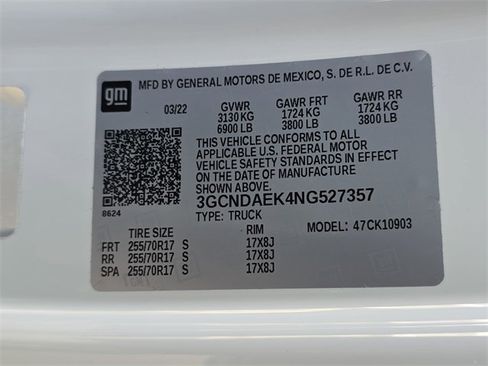 gm
MFD BY GENERAL MOTORS DE MEXICO, S. DE R.L. DE C.V.
03/22 GVWR GAWR FRT GAWR RR
3130 KG 1724 KG 1724 KG
6900 LB 3800 LB 3800 LB
THIS VEHICLE CONFORMS TO ALL
APPLICABLE U.S. FEDERAL MOTOR
VEHICLE SAFETY STANDARDS IN EFFECT
ON THE DATE OF MANUFACTURE
SHOWN ABOVE.
3GCNDAEK4NG527357
8624
TYPE: TRUCK MODEL: 47CK10903
TIRE SIZE RIM
FRT 255/70R17 S 17X8J
RR 255/70R17 S 17X8J
SPA 255/70R17 S 17X8J